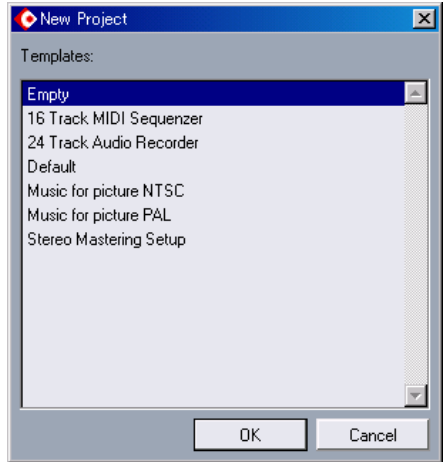 New Project
Templates:
Empty
16 Track MIDI Sequenzer
24 Track Audio Recorder
Default
Music for picture NTSC
Music for picture PAL
Stereo Mastering Setup
OK Cancel